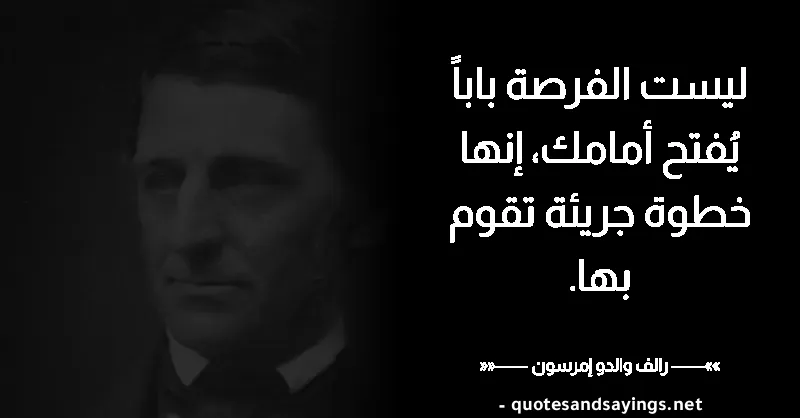 ليست الفرصة باباً
يُفتح أمامك، إنها
خطوة جريئة تقوم
بها.
»»——— رالف والدو إمرسون ———««
- quotesandsayings.net